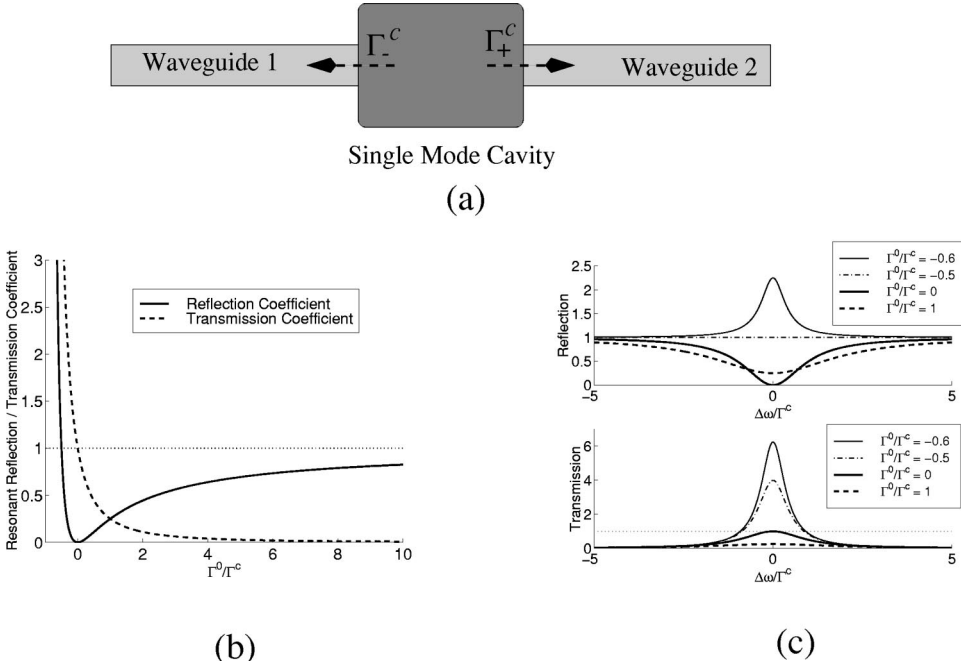 Waveguide 1
Γ-^c
Γ+^c
Waveguide 2
Single Mode Cavity
(a)
Resonant Reflection / Transmission Coefficient
3
2.5
2
1.5
1
0.5
0
Reflection Coefficient
Transmission Coefficient
0
2
4
6
8
10
Γ⁰/Γᶜ
(b)
Reflection
2.5
2
1.5
1
0.5
0
Γ⁰/Γᶜ = −0.6
Γ⁰/Γᶜ = −0.5
Γ⁰/Γᶜ = 0
Γ⁰/Γᶜ = 1
−5
0
5
Δω/Γᶜ
Transmission
6
4
2
0
Γ⁰/Γᶜ = −0.6
Γ⁰/Γᶜ = −0.5
Γ⁰/Γᶜ = 0
Γ⁰/Γᶜ = 1
−5
0
5
Δω/Γᶜ
(c)